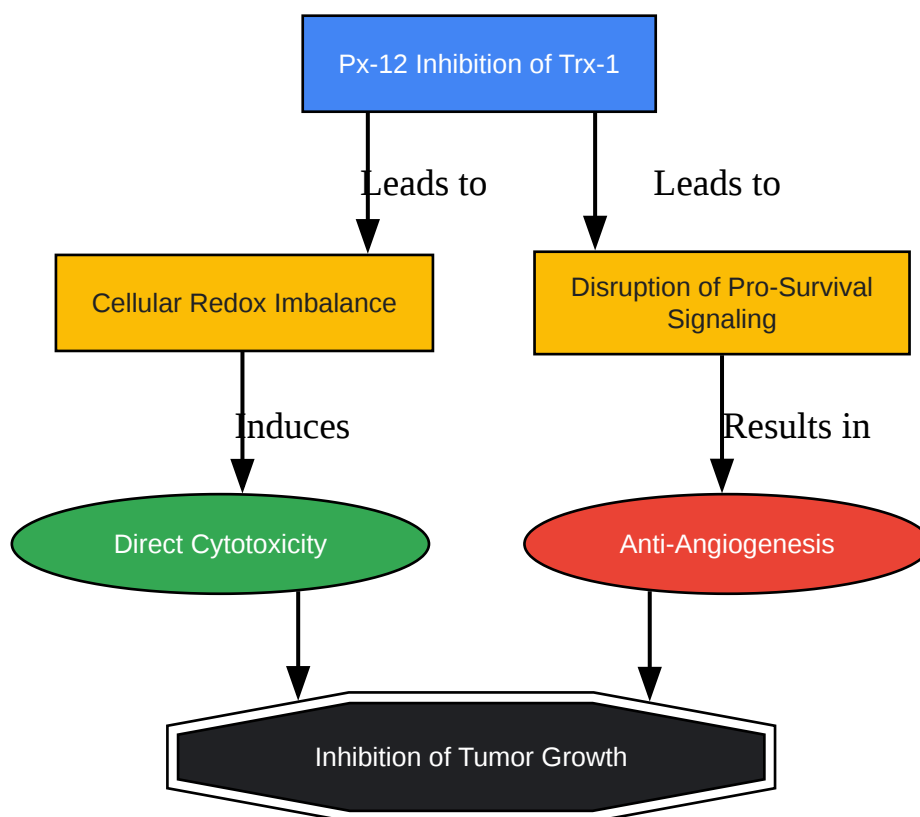 Px-12 Inhibition of Trx-1
Leads to
Leads to
Cellular Redox Imbalance
Disruption of Pro-Survival
Signaling
Induces
Results in
Direct Cytotoxicity
Anti-Angiogenesis
Inhibition of Tumor Growth